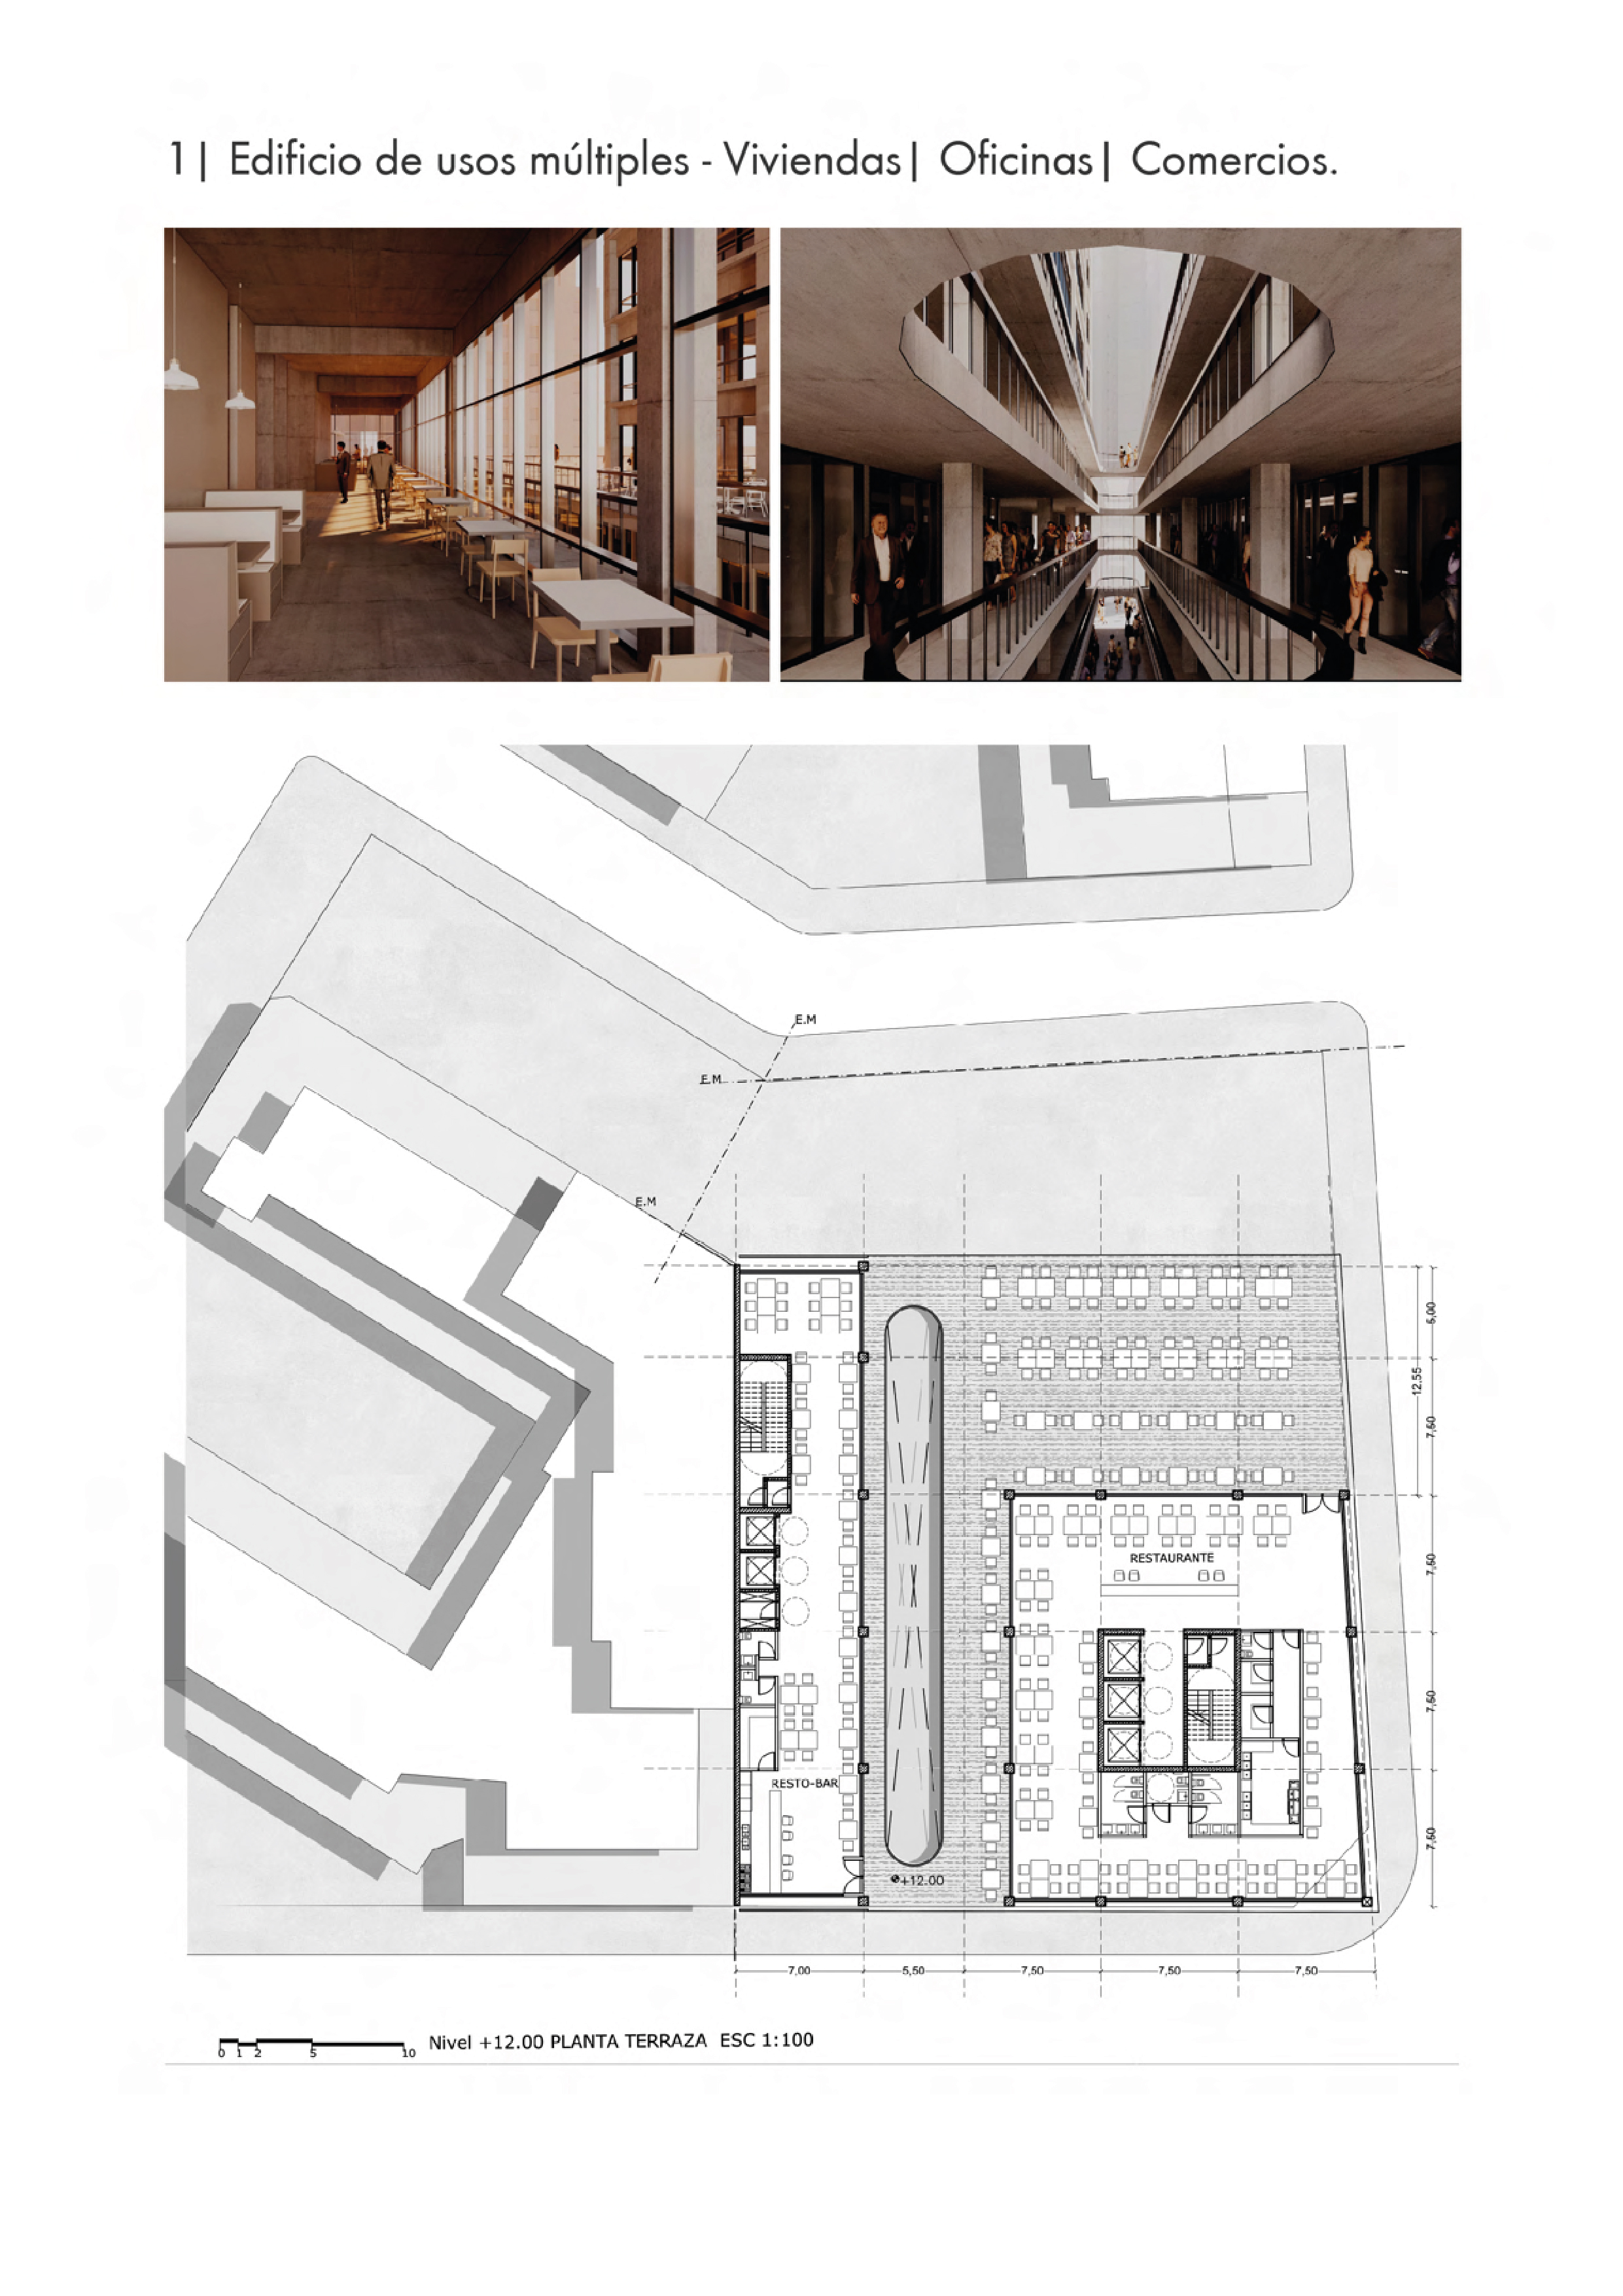 1| Edificio de usos múltiples - Viviendas| Oficinas| Comercios.
E.M
E.M
E.M
5,00
12.55
7,50
RESTAURANTE
7,50
7,50
RESTO-BAR
7,50
+12.00
7,00
5,50
7,50
7,50
7,50
0 1 2 5 10
Nivel +12.00 PLANTA TERRAZA ESC 1:100